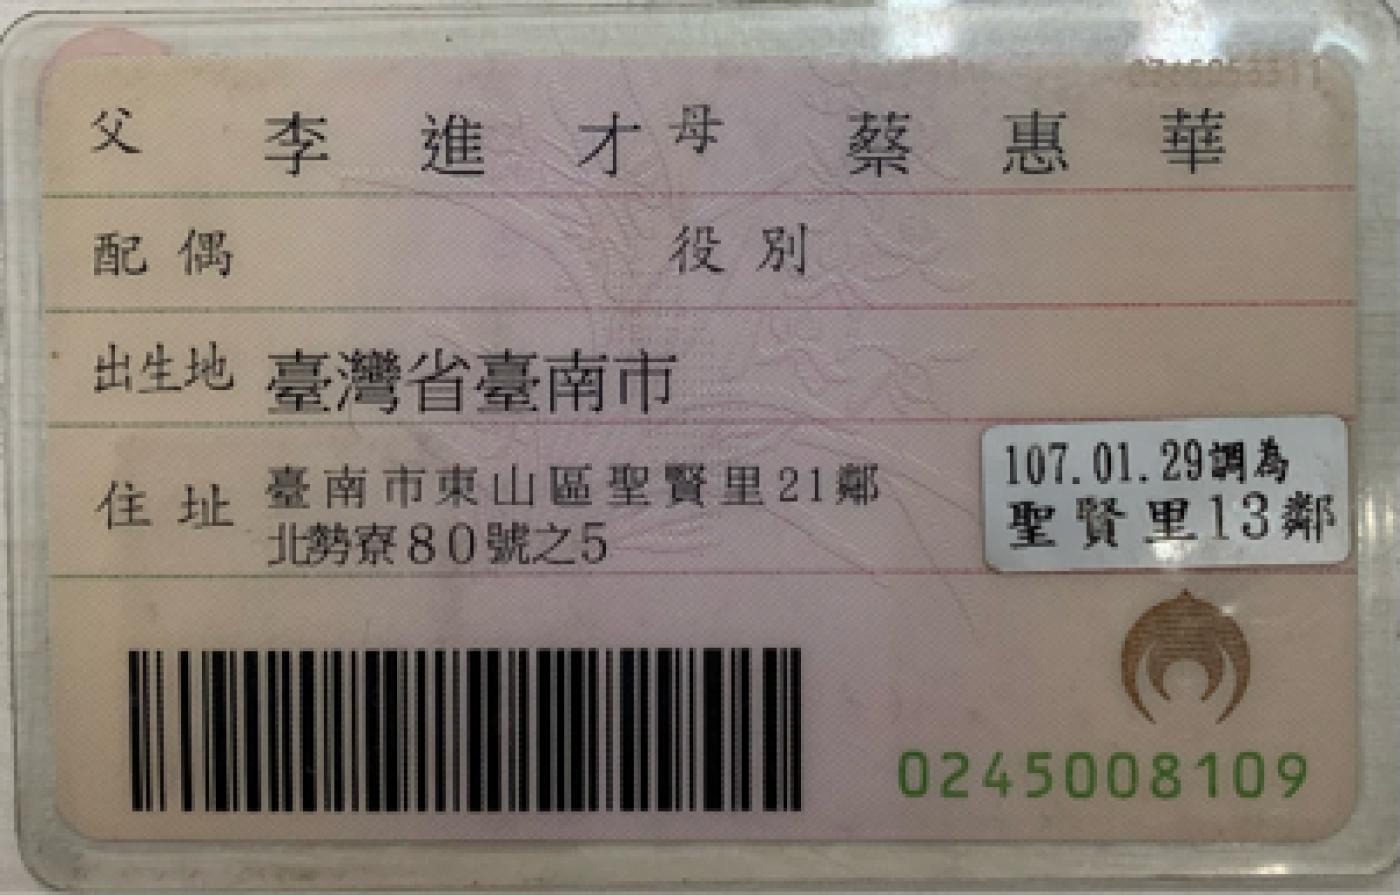 父 李進才 母 蔡惠華
配偶 役別
出生地 臺灣省臺南市
住址 臺南市東山區聖賢里21鄰
北勢寮80號之5
107.01.29調為
聖賢里13鄰
0245008109